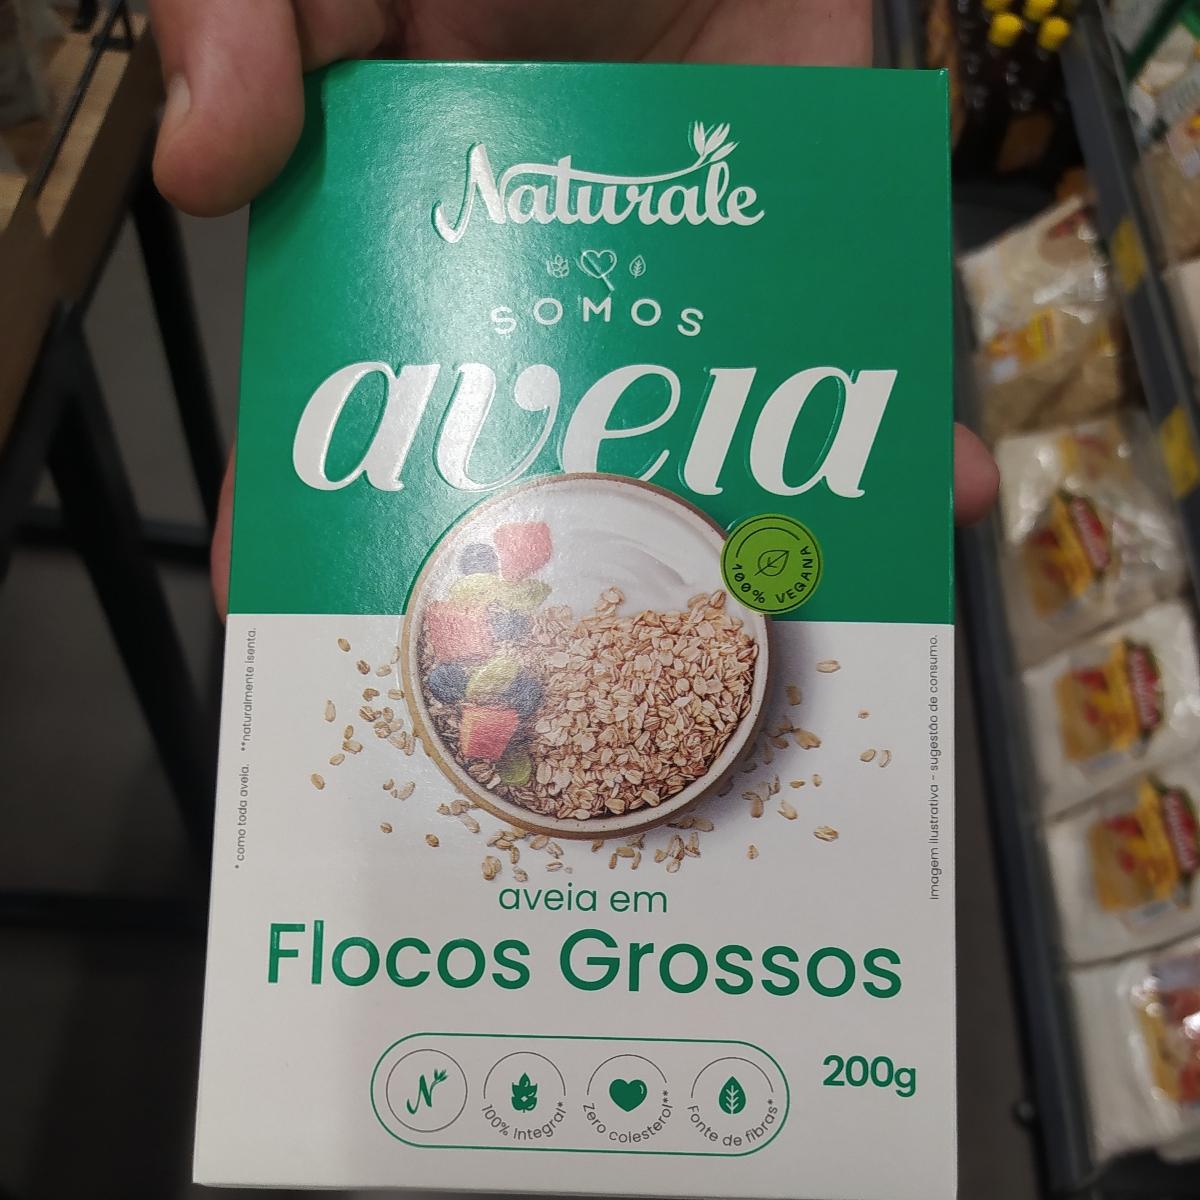 Naturale
SOMOS
aveia
100% VEGANA
* como toda aveia. **naturalmente isenta.
Imagem ilustrativa - sugestão de consumo.
aveia em
Flocos Grossos
N
100% Integral*
Zero colesterol**
Fonte de fibras*
200g